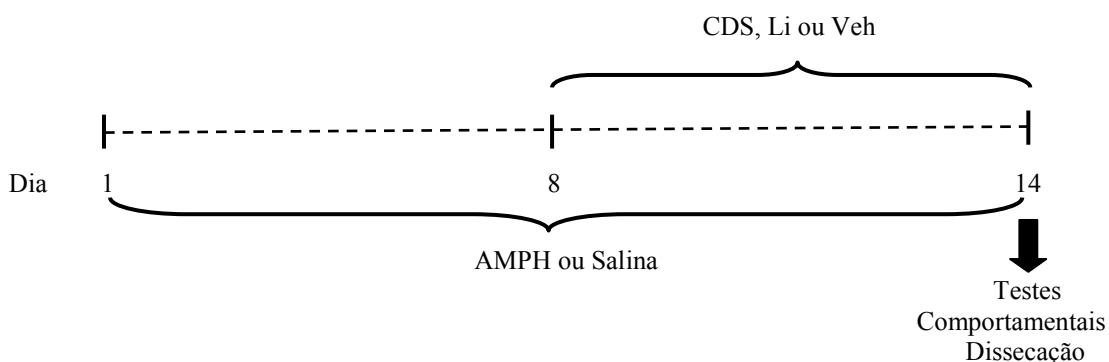 CDS, Li ou Veh
Dia 1 8 14
AMPH ou Salina
Testes
Comportamentais
Dissecação